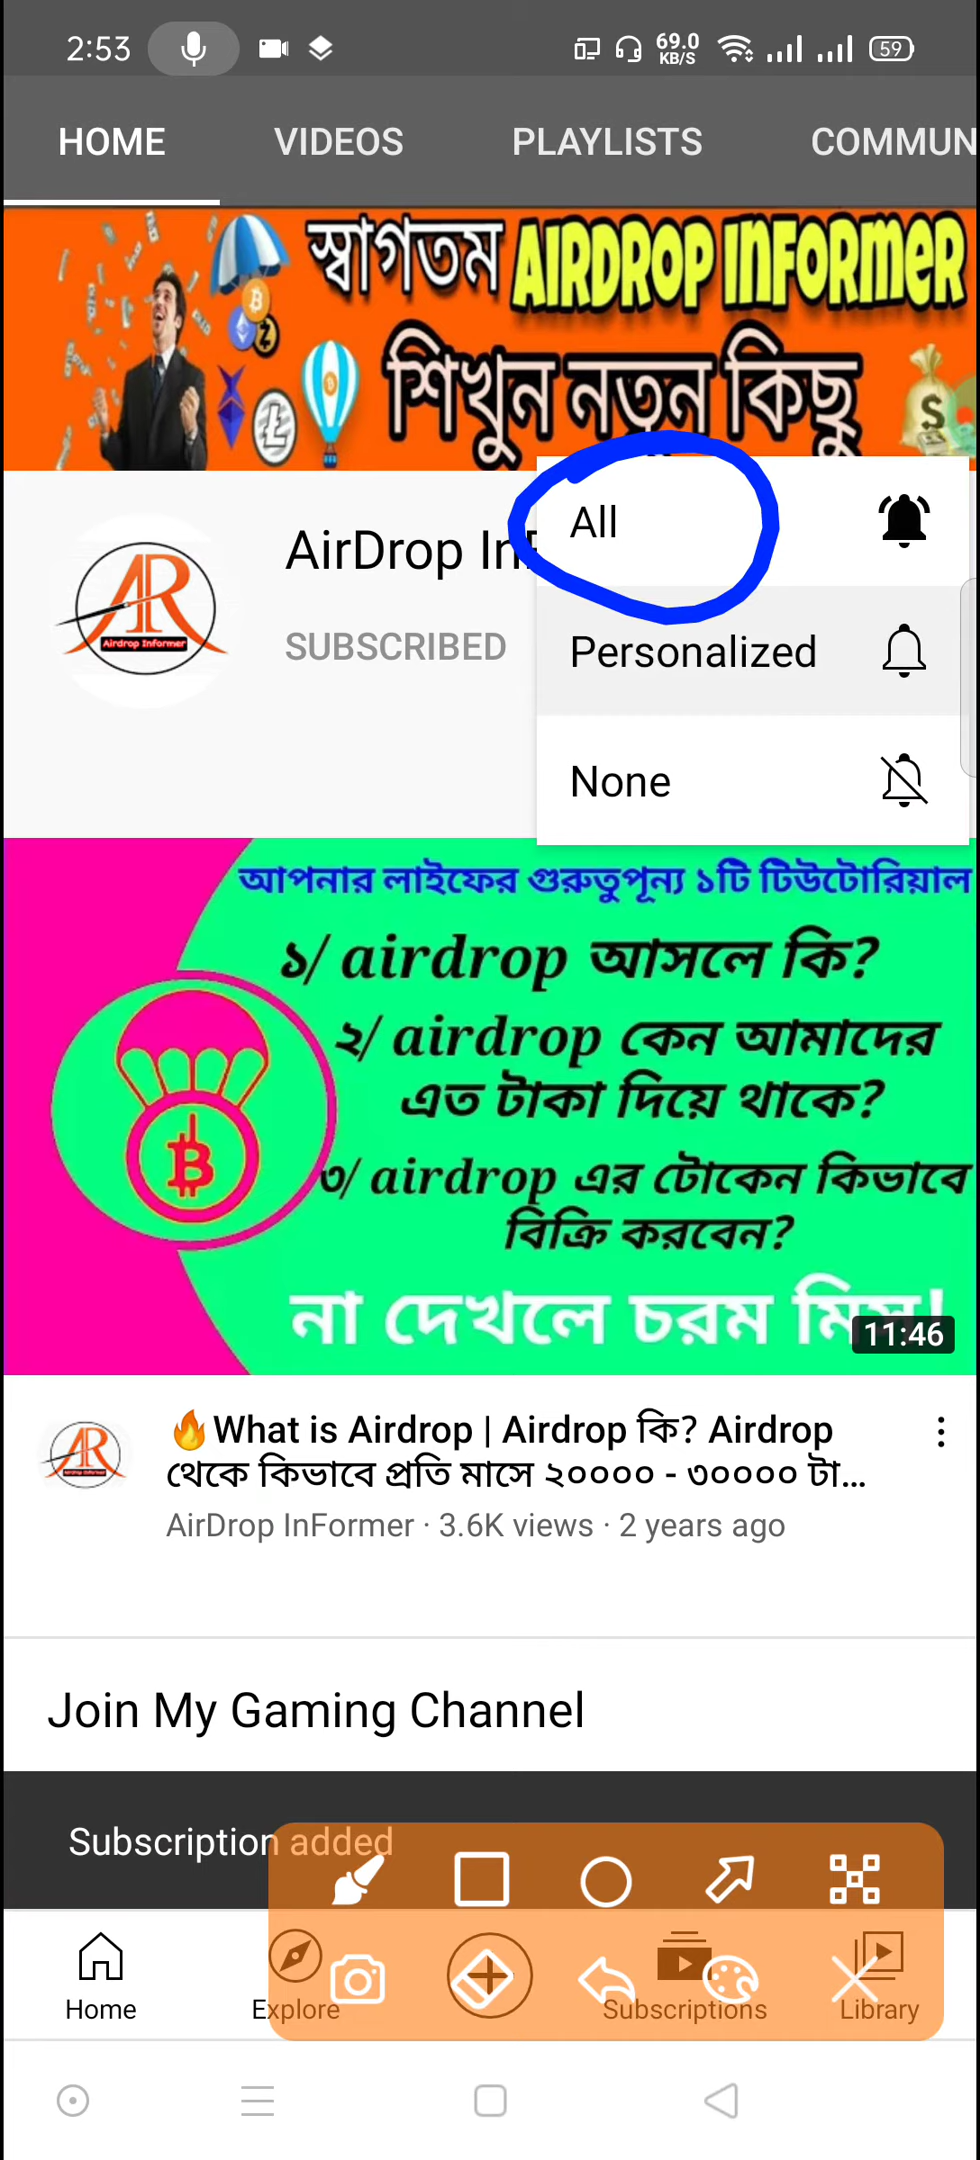 2:53
69.0
KB/S
59
HOME VIDEOS PLAYLISTS COMMUN
স্বাগতম AIRDROP INFORMER
শিখুন নতুন কিছু
All
AirDrop InF
SUBSCRIBED
Personalized
None
Airdrop Informer
আপনার লাইফের গুরুতুপূন্য ১টি টিউটোরিয়াল
১/ airdrop আসলে কি?
২/ airdrop কেন আমাদের
এত টাকা দিয়ে থাকে?
৩/ airdrop এর টোকেন কিভাবে
বিক্রি করবেন?
না দেখলে চরম মিস!
11:46
🔥What is Airdrop | Airdrop কি? Airdrop
থেকে কিভাবে প্রতি মাসে ২০০০০ - ৩০০০০ টা...
AirDrop InFormer · 3.6K views · 2 years ago
Join My Gaming Channel
Subscription added
Home Explore Subscriptions Library